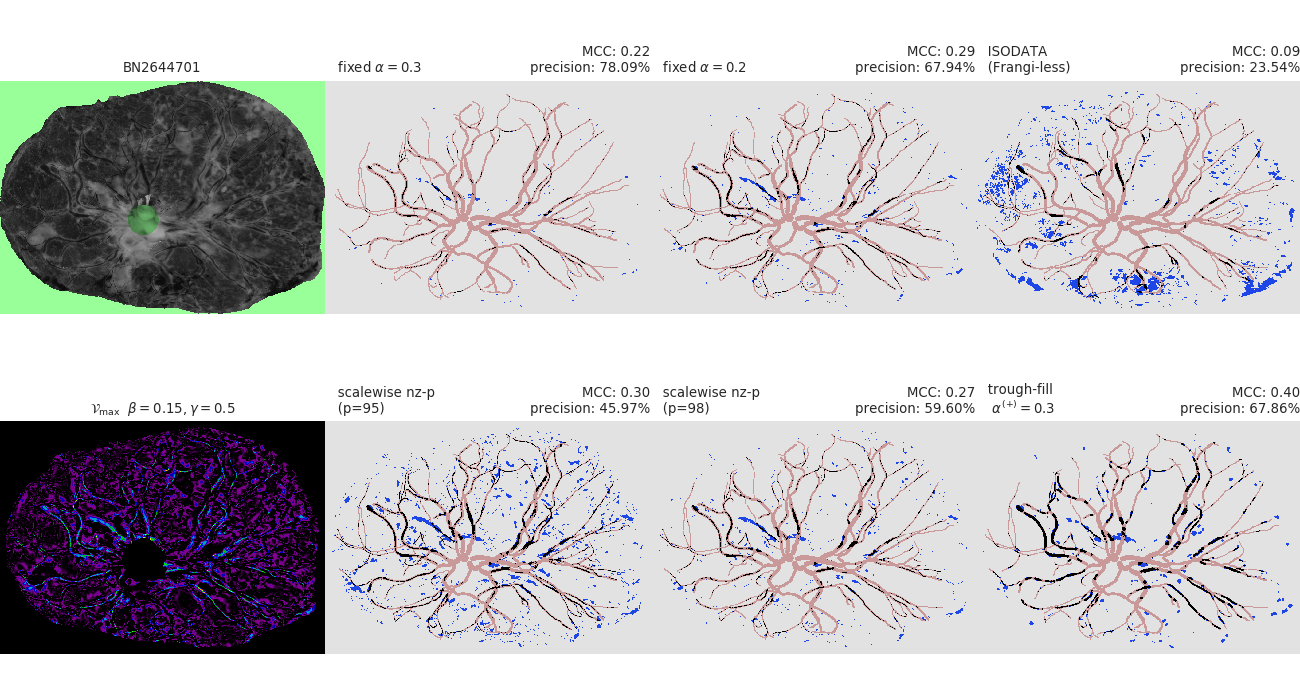 BN2644701
fixed α = 0.3
MCC: 0.22
precision: 78.09%
fixed α = 0.2
MCC: 0.29
precision: 67.94%
ISODATA
(Frangi-less)
MCC: 0.09
precision: 23.54%
𝒱max β = 0.15, γ = 0.5
scalewise nz-p
(p=95)
MCC: 0.30
precision: 45.97%
scalewise nz-p
(p=98)
MCC: 0.27
precision: 59.60%
trough-fill
α(+) = 0.3
MCC: 0.40
precision: 67.86%